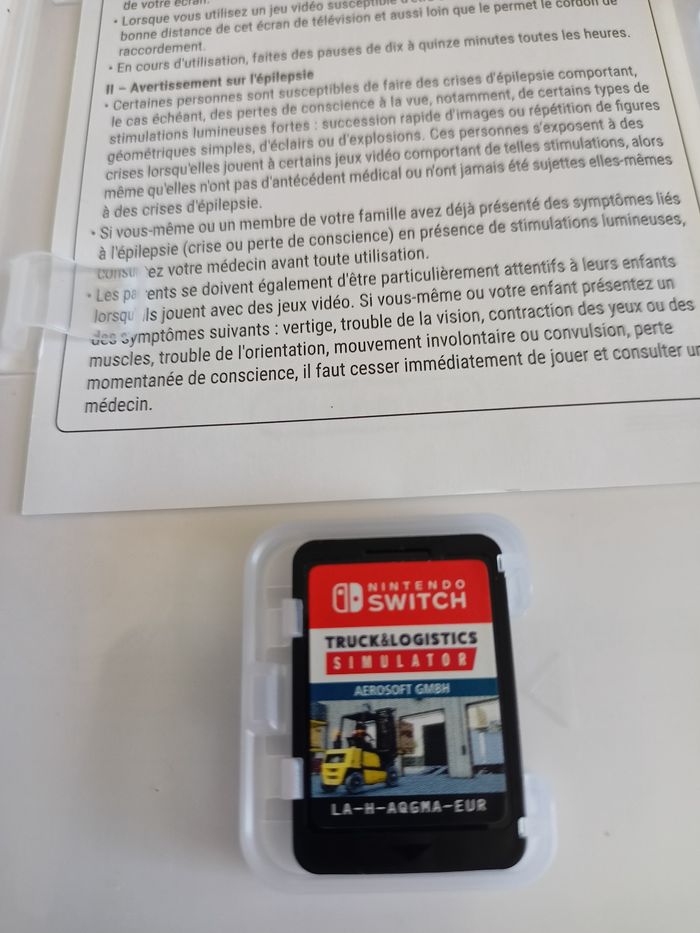 de votre écran.
• Lorsque vous utilisez un jeu vidéo susceptible
bonne distance de cet écran de télévision et aussi loin que le permet le cordon de
raccordement.
• En cours d'utilisation, faites des pauses de dix à quinze minutes toutes les heures.
II – Avertissement sur l'épilepsie
• Certaines personnes sont susceptibles de faire des crises d'épilepsie comportant,
le cas échéant, des pertes de conscience à la vue, notamment, de certains types de
stimulations lumineuses fortes : succession rapide d'images ou répétition de figures
géométriques simples, d'éclairs ou d'explosions. Ces personnes s'exposent à des
crises lorsqu'elles jouent à certains jeux vidéo comportant de telles stimulations, alors
même qu'elles n'ont pas d'antécédent médical ou n'ont jamais été sujettes elles-mêmes
à des crises d'épilepsie.
• Si vous-même ou un membre de votre famille avez déjà présenté des symptômes liés
à l'épilepsie (crise ou perte de conscience) en présence de stimulations lumineuses,
consultez votre médecin avant toute utilisation.
• Les parents se doivent également d'être particulièrement attentifs à leurs enfants
lorsqu'ils jouent avec des jeux vidéo. Si vous-même ou votre enfant présentez un
des symptômes suivants : vertige, trouble de la vision, contraction des yeux ou des
muscles, trouble de l'orientation, mouvement involontaire ou convulsion, perte
momentanée de conscience, il faut cesser immédiatement de jouer et consulter un
médecin.
NINTENDO
SWITCH
TRUCK&LOGISTICS
SIMULATOR
AEROSOFT GMBH
LA-H-AQGMA-EUR